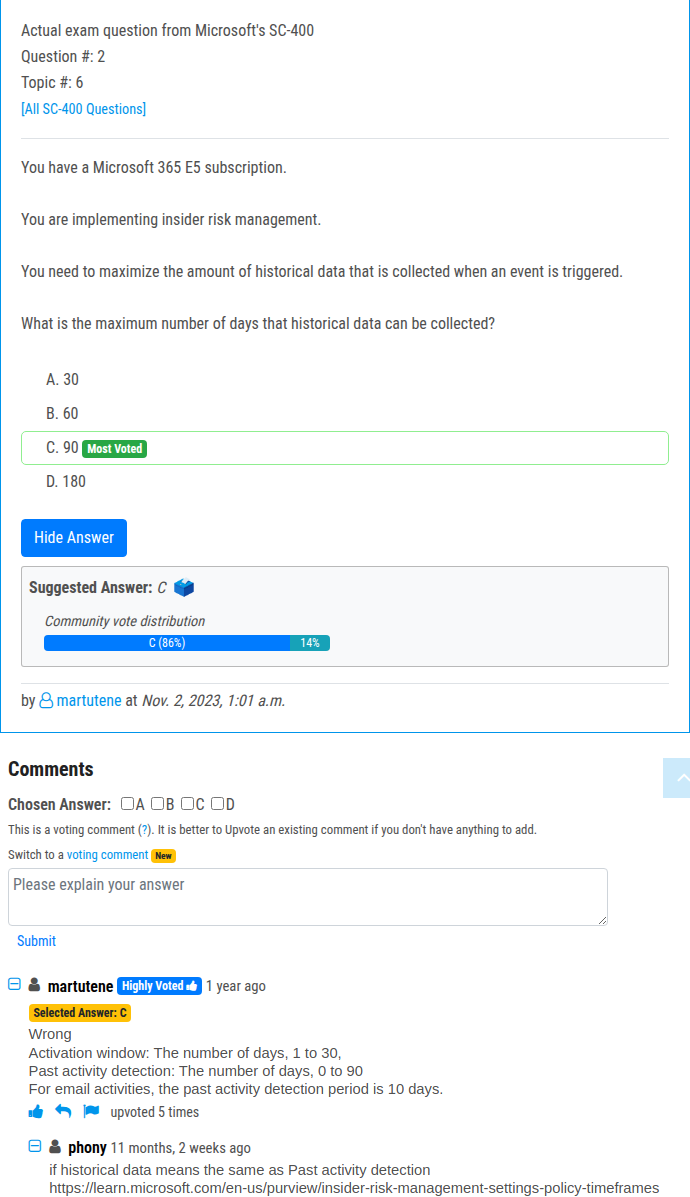 Actual exam question from Microsoft's SC-400
Question #: 2
Topic #: 6
[All SC-400 Questions]
You have a Microsoft 365 E5 subscription.
You are implementing insider risk management.
You need to maximize the amount of historical data that is collected when an event is triggered.
What is the maximum number of days that historical data can be collected?
A. 30
B. 60
C. 90 Most Voted
D. 180
Hide Answer
Suggested Answer: C
Community vote distribution
C (86%) 14%
by martutene at Nov. 2, 2023, 1:01 a.m.
Comments
Chosen Answer: A B C D
This is a voting comment (?). It is better to Upvote an existing comment if you don't have anything to add.
Switch to a voting comment New
Please explain your answer
Submit
martutene Highly Voted 1 year ago
Selected Answer: C
Wrong
Activation window: The number of days, 1 to 30,
Past activity detection: The number of days, 0 to 90
For email activities, the past activity detection period is 10 days.
upvoted 5 times
phony 11 months, 2 weeks ago
if historical data means the same as Past activity detection
https://learn.microsoft.com/en-us/purview/insider-risk-management-settings-policy-timeframes